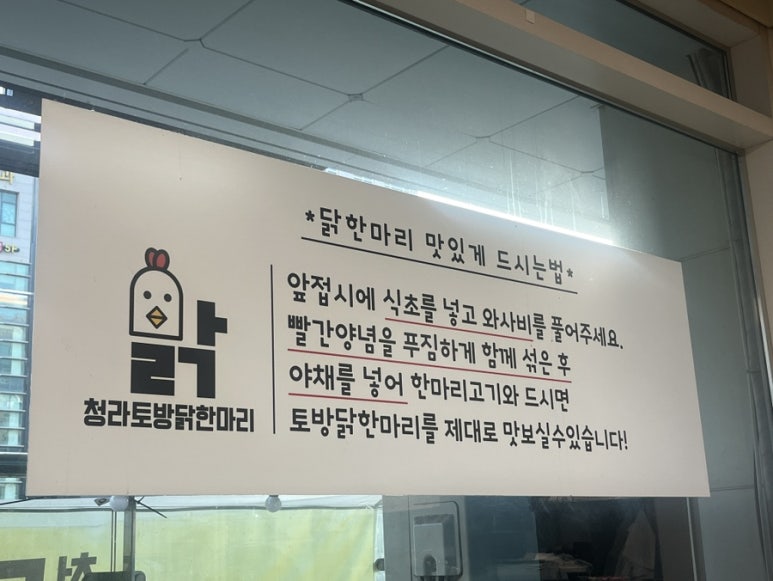 *닭한마리 맛있게 드시는법*
앞접시에 식초를 넣고 와사비를 풀어주세요.
빨간양념을 푸짐하게 함께 섞은 후
야채를 넣어 한마리고기와 드시면
토방닭한마리를 제대로 맛보실수있습니다!
닭
청라토방닭한마리